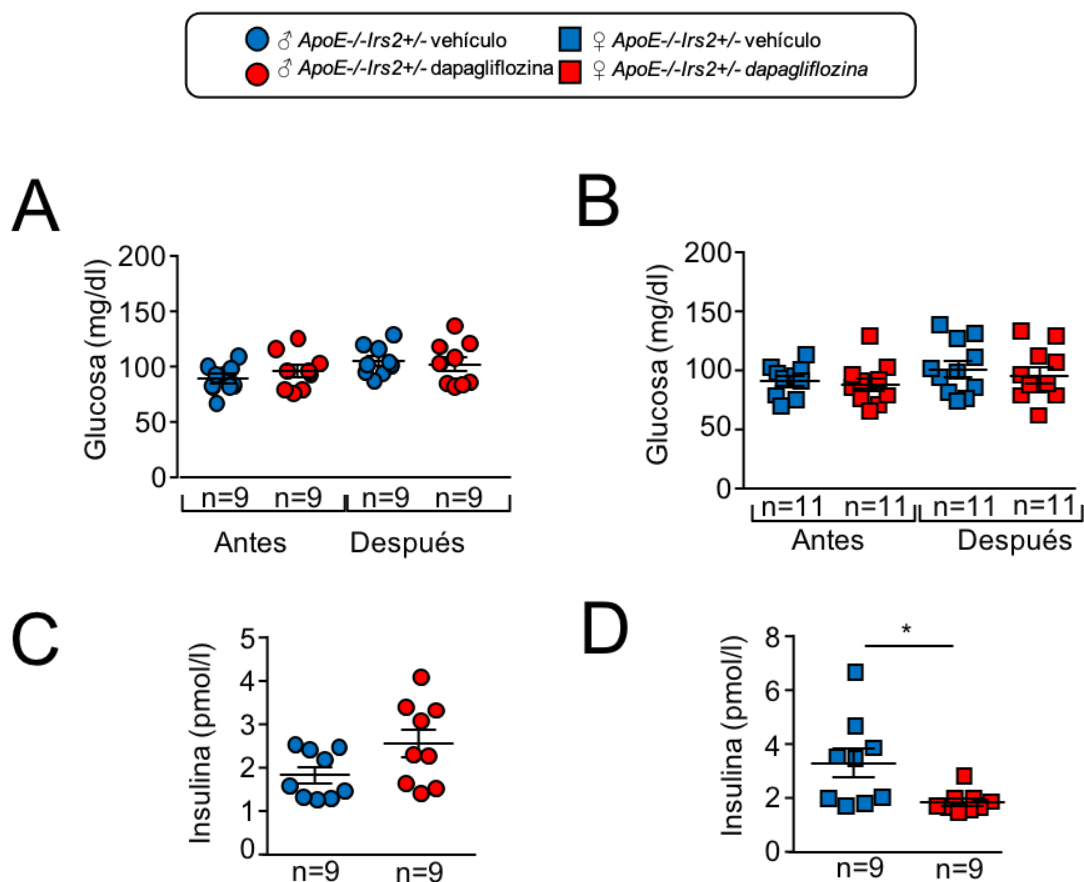 ♂ ApoE-/-Irs2+/- vehículo ♀ ApoE-/-Irs2+/- vehículo
♂ ApoE-/-Irs2+/- dapagliflozina ♀ ApoE-/-Irs2+/- dapagliflozina
A
Glucosa (mg/dl)
200
150
100
50
0
n=9 n=9 n=9 n=9
Antes Después
B
Glucosa (mg/dl)
200
150
100
50
0
n=11 n=11 n=11 n=11
Antes Después
C
Insulina (pmol/l)
5
4
3
2
1
0
n=9 n=9
D
Insulina (pmol/l)
8
6
4
2
0
*
n=9 n=9